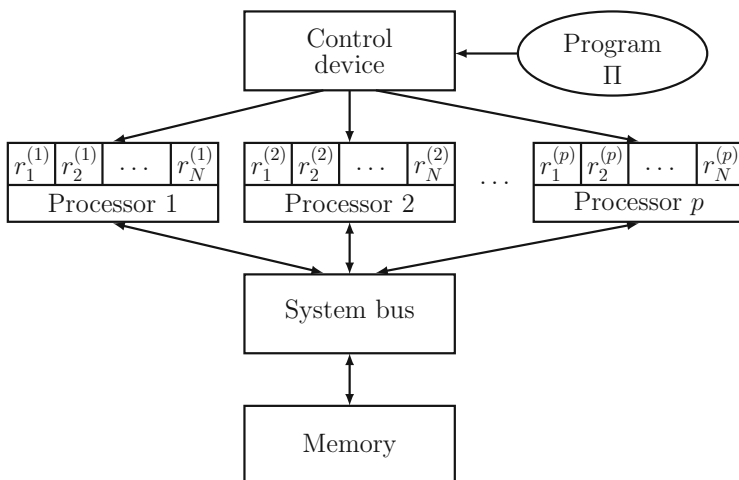 Control
device
Program
Π
r_1^{(1)} r_2^{(1)} ... r_N^{(1)}
Processor 1
r_1^{(2)} r_2^{(2)} ... r_N^{(2)}
Processor 2
...
r_1^{(p)} r_2^{(p)} ... r_N^{(p)}
Processor p
System bus
Memory